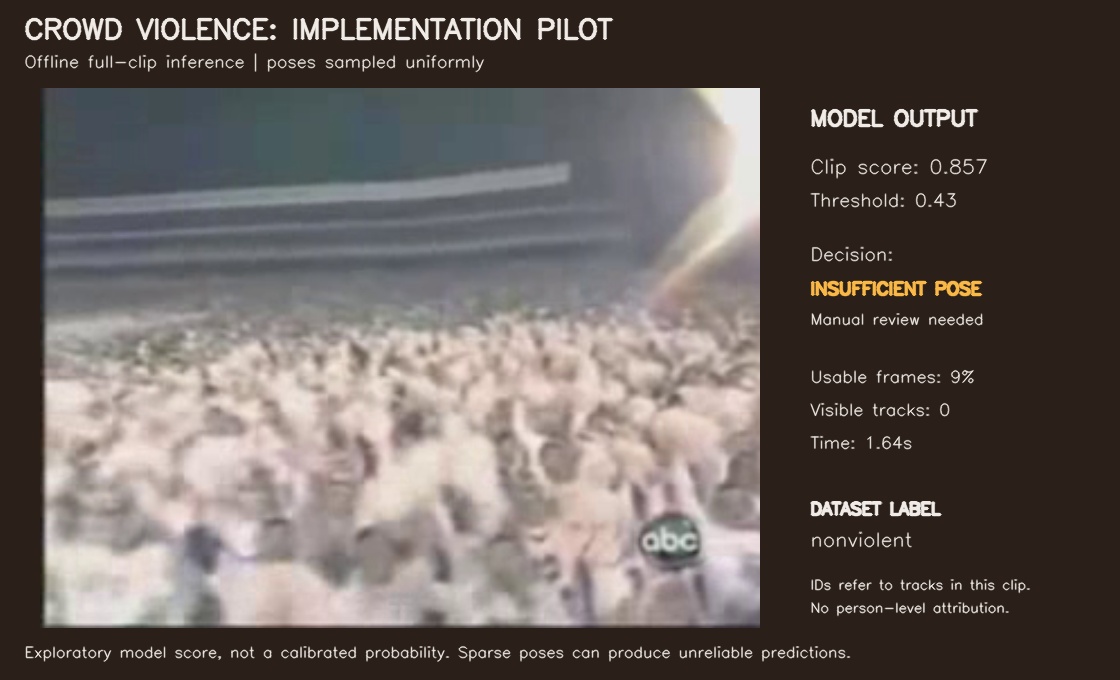 CROWD VIOLENCE: IMPLEMENTATION PILOT
Offline full-clip inference | poses sampled uniformly
MODEL OUTPUT
Clip score: 0.857
Threshold: 0.43
Decision:
INSUFFICIENT POSE
Manual review needed
Usable frames: 9%
Visible tracks: 0
Time: 1.64s
DATASET LABEL
nonviolent
IDs refer to tracks in this clip.
No person-level attribution.
abc
Exploratory model score, not a calibrated probability. Sparse poses can produce unreliable predictions.